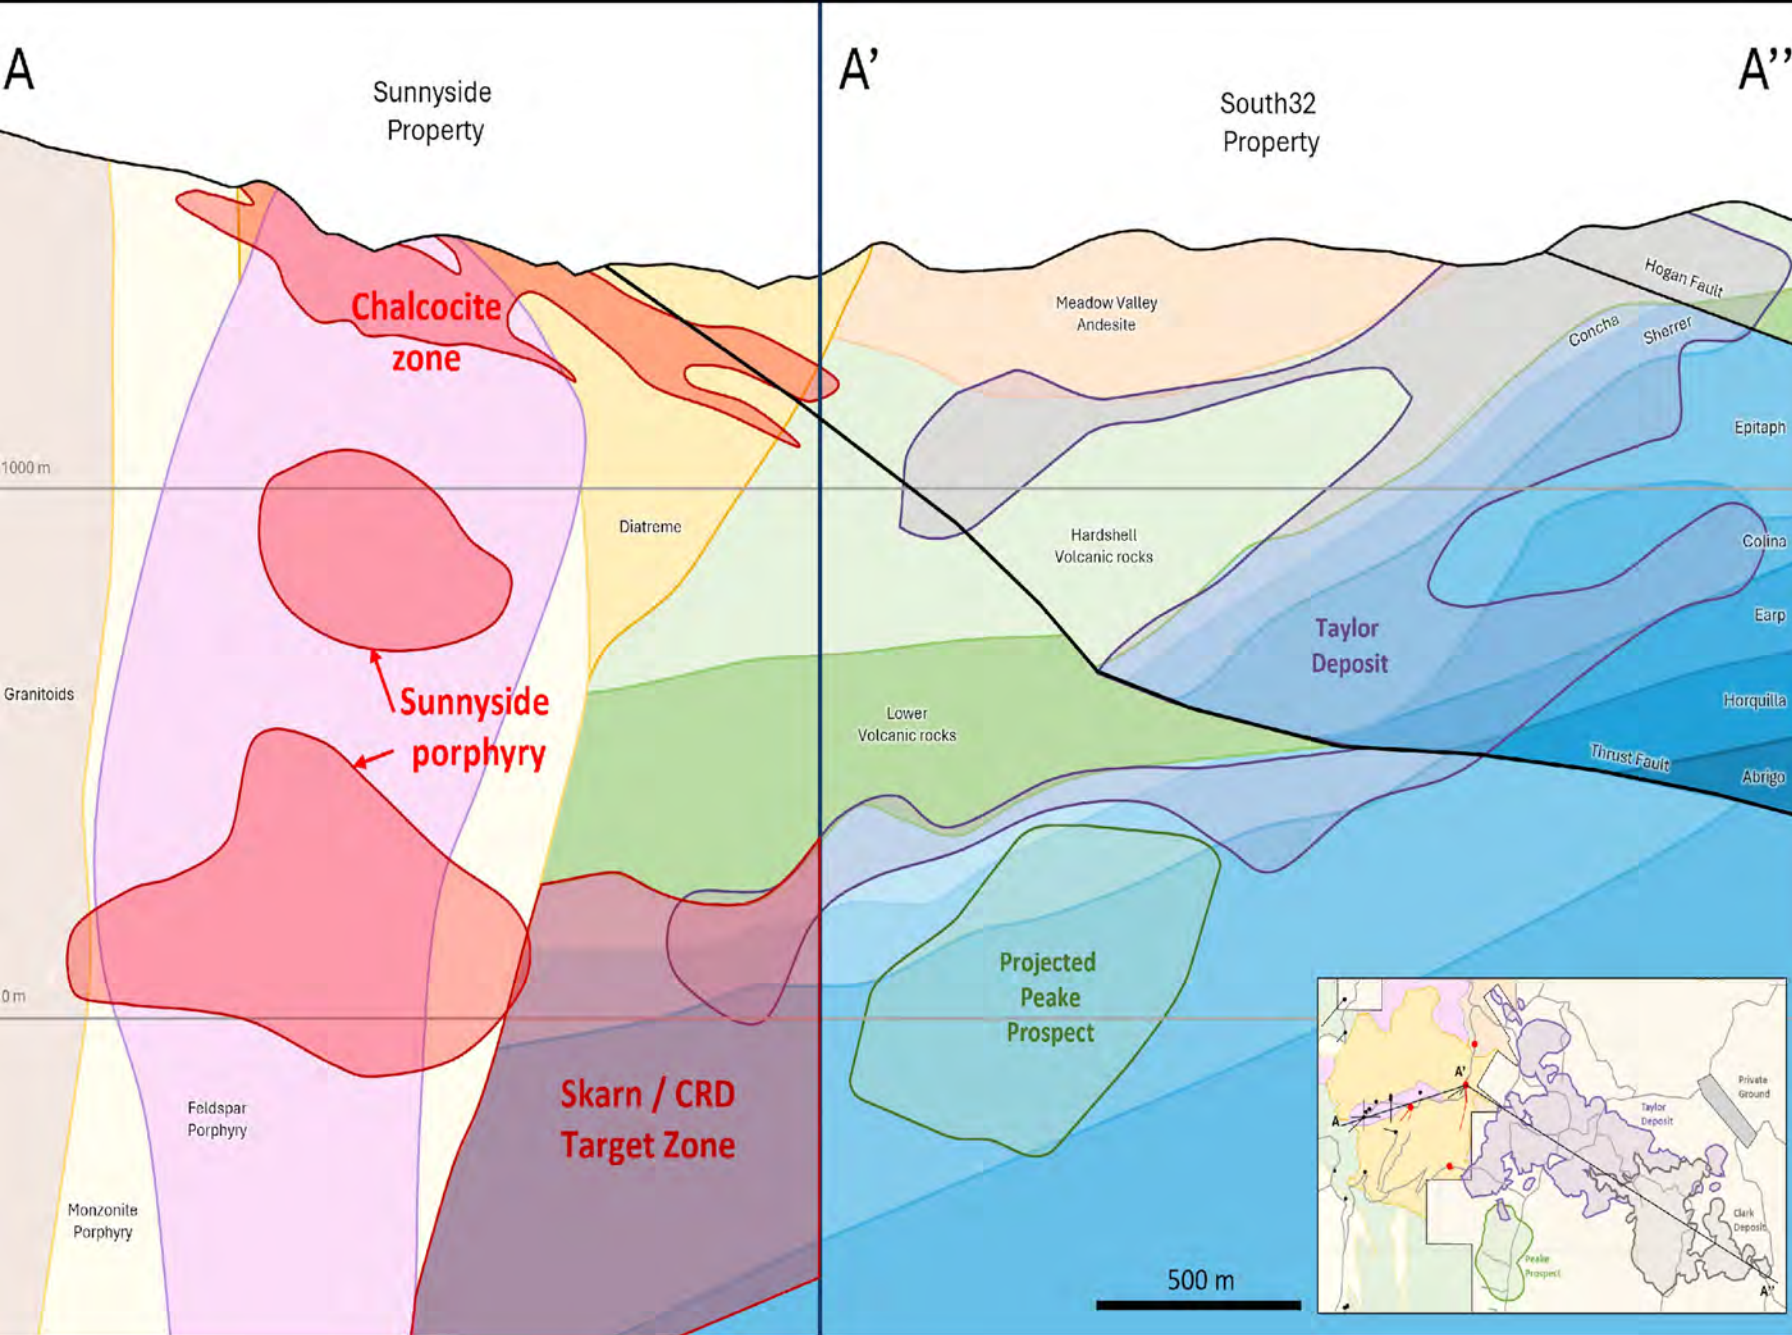 A
Sunnyside
Property
A’
South32
Property
A’’
Chalcocite
zone
Meadow Valley
Andesite
Hogan Fault
Concha
Sherrer
Epitaph
1000 m
Diatreme
Hardshell
Volcanic rocks
Colina
Earp
Taylor
Deposit
Granitoids
Sunnyside
porphyry
Lower
Volcanic rocks
Horquilla
Thrust Fault
Abrigo
0 m
Projected
Peake
Prospect
Skarn / CRD
Target Zone
Feldspar
Porphyry
Monzonite
Porphyry
500 m
A'
A
Private
Ground
Taylor
Deposit
Clark
Deposit
Peake
Prospect
A''